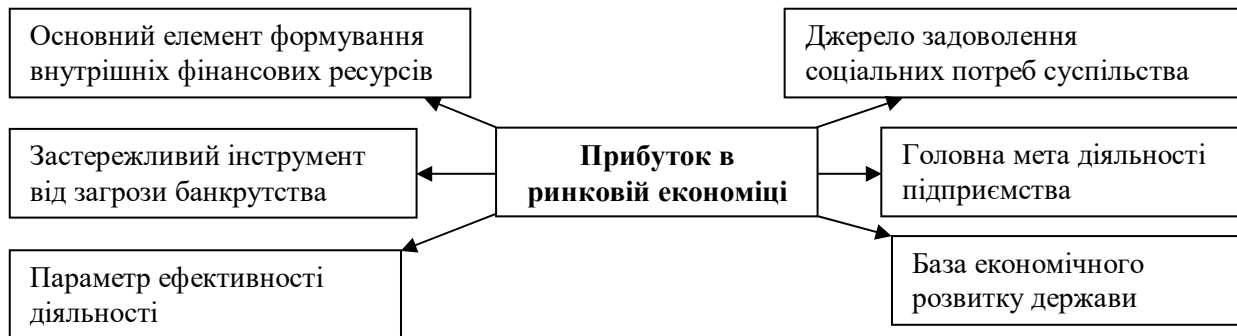 Основний елемент формування
внутрішніх фінансових ресурсів
Джерело задоволення
соціальних потреб суспільства
Застережливий інструмент
від загрози банкрутства
Прибуток в
ринковій економіці
Головна мета діяльності
підприємства
Параметр ефективності
діяльності
База економічного
розвитку держави